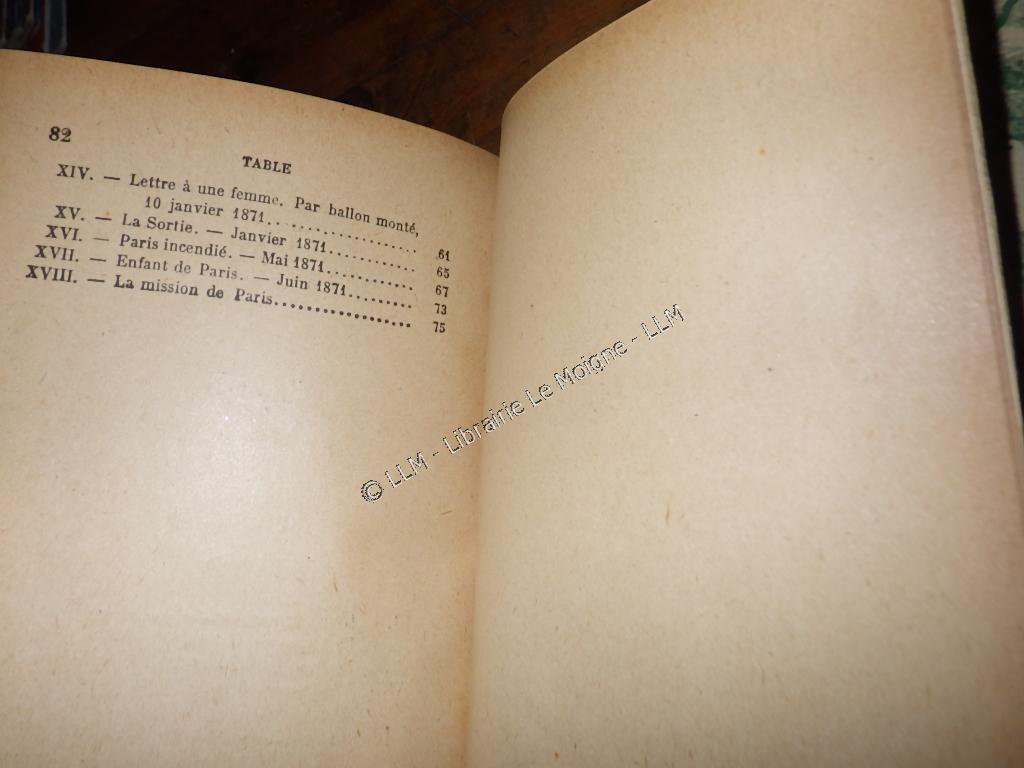 82
TABLE
XIV. — Lettre à une femme. Par ballon monté,
10 janvier 1871.................... 61
XV. — La Sortie. — Janvier 1871............ 65
XVI. — Paris incendié. — Mai 1871............ 67
XVII. — Enfant de Paris. — Juin 1871......... 73
XVIII. — La mission de Paris.................. 75
© LLM - Librairie Le Moigne - LLM